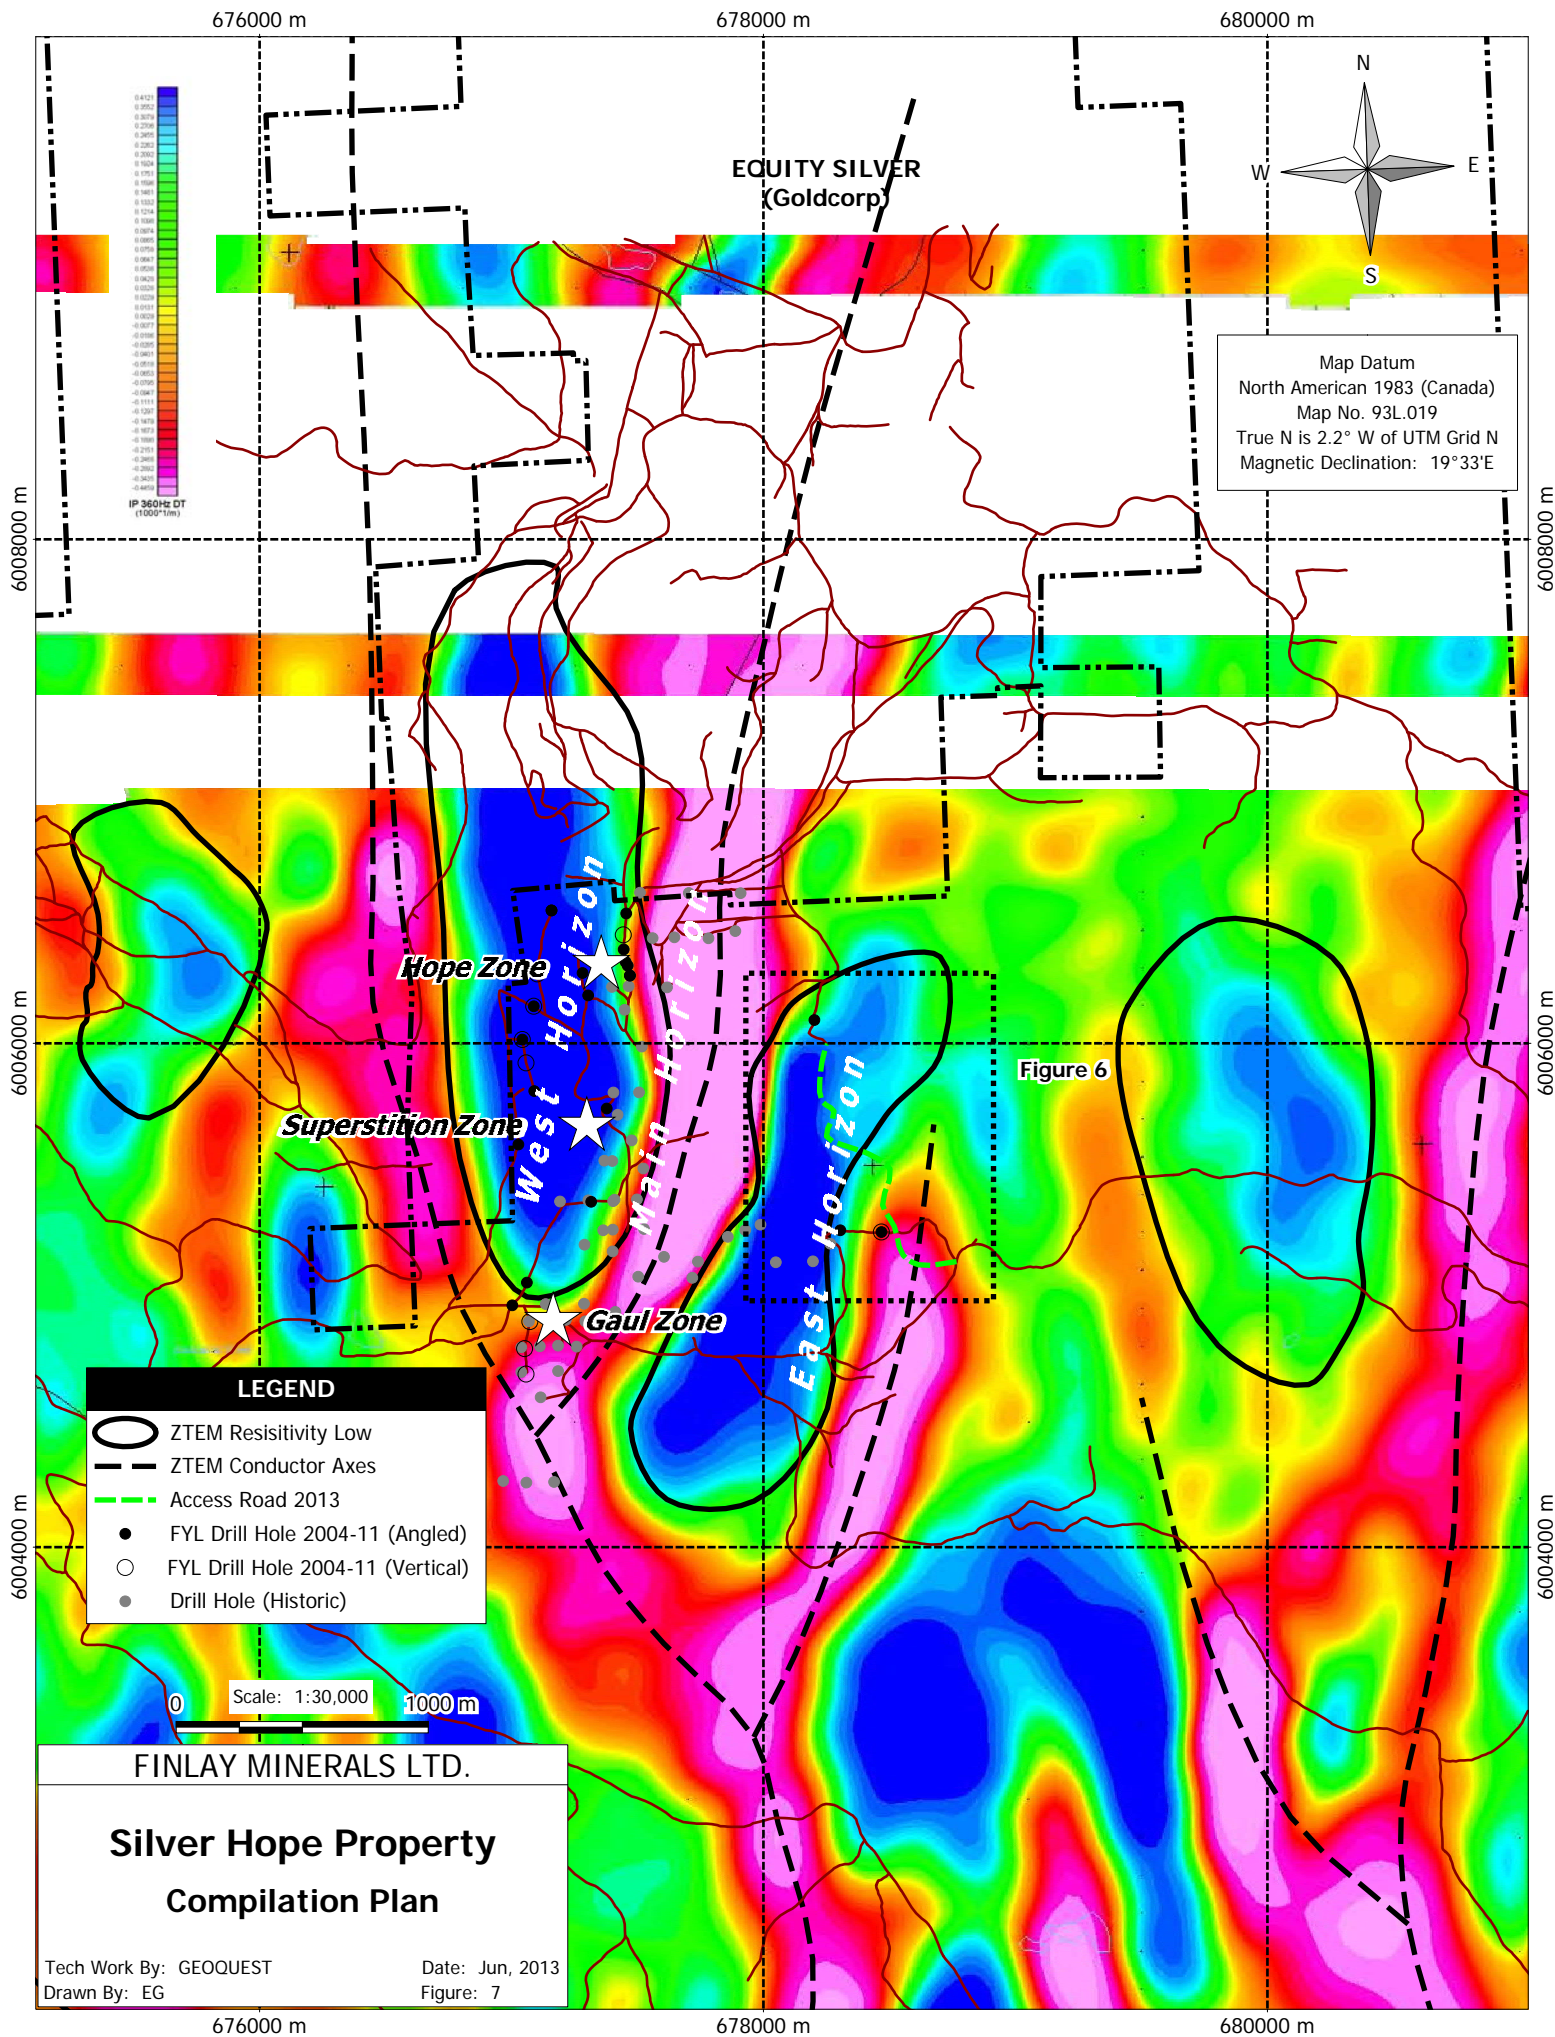 676000 m
678000 m
680000 m
N
W
E
S
EQUITY SILVER
(Goldcorp)
IP 360Hz DT
(1000*1/m)
Map Datum
North American 1983 (Canada)
Map No. 93L.019
True N is 2.2° W of UTM Grid N
Magnetic Declination: 19°33'E
6008000 m
6008000 m
Hope Zone
West Horizon
Main Horizon
6006000 m
6006000 m
Figure 6
Superstition Zone
East Horizon
Gaul Zone
LEGEND
ZTEM Resisitivity Low
ZTEM Conductor Axes
Access Road 2013
FYL Drill Hole 2004-11 (Angled)
FYL Drill Hole 2004-11 (Vertical)
Drill Hole (Historic)
6004000 m
6004000 m
0
Scale: 1:30,000
1000 m
FINLAY MINERALS LTD.
Silver Hope Property
Compilation Plan
Tech Work By: GEOQUEST
Date: Jun, 2013
Drawn By: EG
Figure: 7
676000 m
678000 m
680000 m